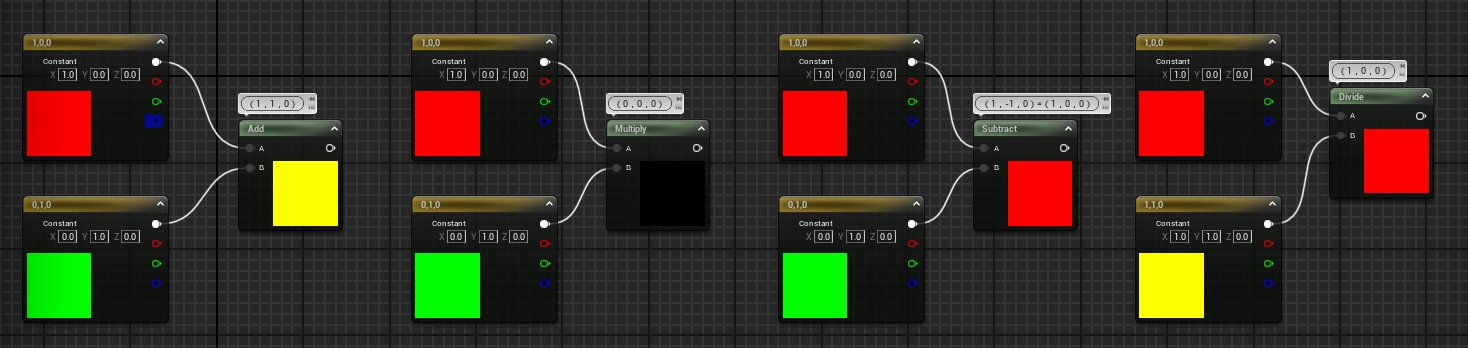 1,0,0
Constant
X 1.0 Y 0.0 Z 0.0
0,1,0
Constant
X 0.0 Y 1.0 Z 0.0
(1,1,0)
Add
A
B
1,0,0
Constant
X 1.0 Y 0.0 Z 0.0
0,1,0
Constant
X 0.0 Y 1.0 Z 0.0
(0,0,0)
Multiply
A
B
1,0,0
Constant
X 1.0 Y 0.0 Z 0.0
0,1,0
Constant
X 0.0 Y 1.0 Z 0.0
(1,-1,0)=(1,0,0)
Subtract
A
B
1,0,0
Constant
X 1.0 Y 0.0 Z 0.0
1,1,0
Constant
X 1.0 Y 1.0 Z 0.0
(1,0,0)
Divide
A
B